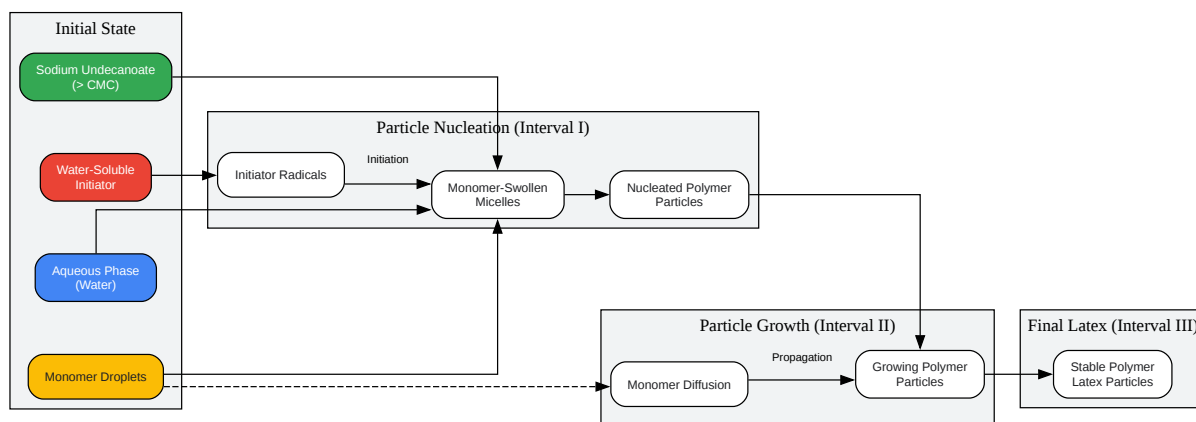 Initial State
Sodium Undecanoate
(> CMC)
Water-Soluble
Initiator
Aqueous Phase
(Water)
Monomer Droplets
Particle Nucleation (Interval I)
Initiator Radicals
Initiation
Monomer-Swollen
Micelles
Nucleated Polymer
Particles
Particle Growth (Interval II)
Monomer Diffusion
Propagation
Growing Polymer
Particles
Final Latex (Interval III)
Stable Polymer
Latex Particles